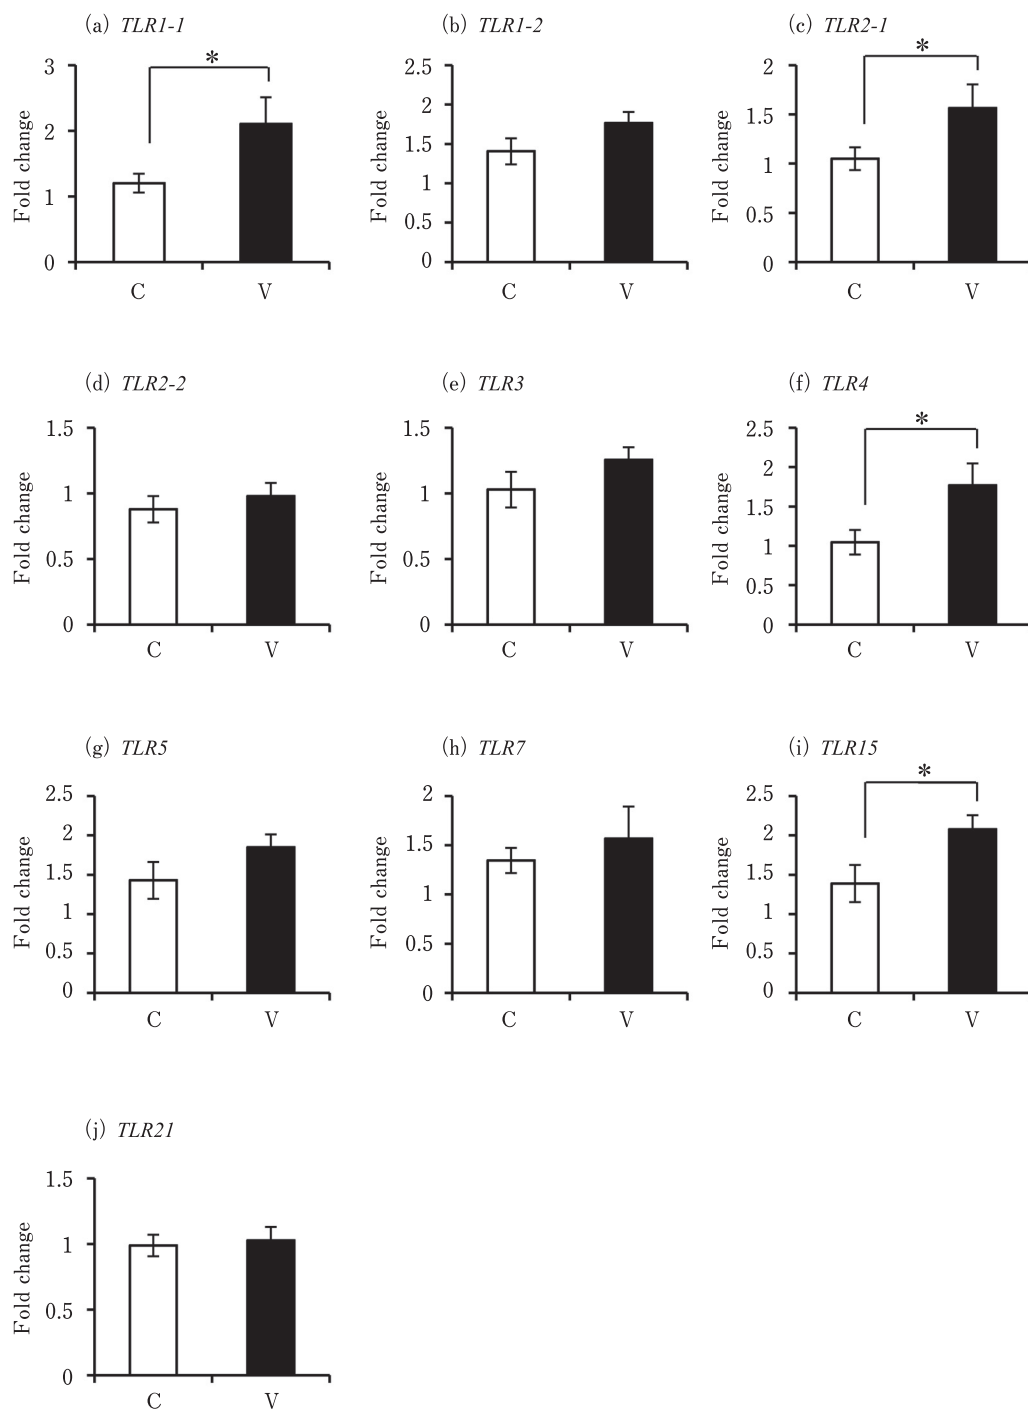 (a) TLR1-1
*
3
2
1
0
Fold change
C V
(b) TLR1-2
2.5
2
1.5
1
0.5
0
Fold change
C V
(c) TLR2-1
*
2
1.5
1
0.5
0
Fold change
C V
(d) TLR2-2
1.5
1
0.5
0
Fold change
C V
(e) TLR3
1.5
1
0.5
0
Fold change
C V
(f) TLR4
*
2.5
2
1.5
1
0.5
0
Fold change
C V
(g) TLR5
2.5
2
1.5
1
0.5
0
Fold change
C V
(h) TLR7
2
1.5
1
0.5
0
Fold change
C V
(i) TLR15
*
2.5
2
1.5
1
0.5
0
Fold change
C V
(j) TLR21
1.5
1
0.5
0
Fold change
C V